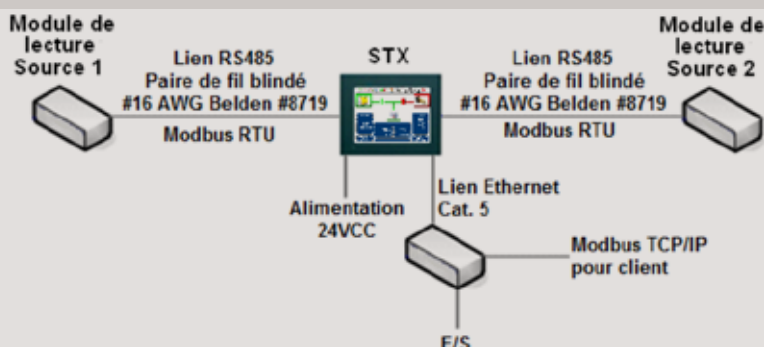 Module de
lecture
Source 1
Lien RS485
Paire de fil blindé
#16 AWG Belden #8719
Modbus RTU
STX
Lien RS485
Paire de fil blindé
#16 AWG Belden #8719
Modbus RTU
Module de
lecture
Source 2
Alimentation
24VCC
Lien Ethernet
Cat. 5
Modbus TCP/IP
pour client
E/S